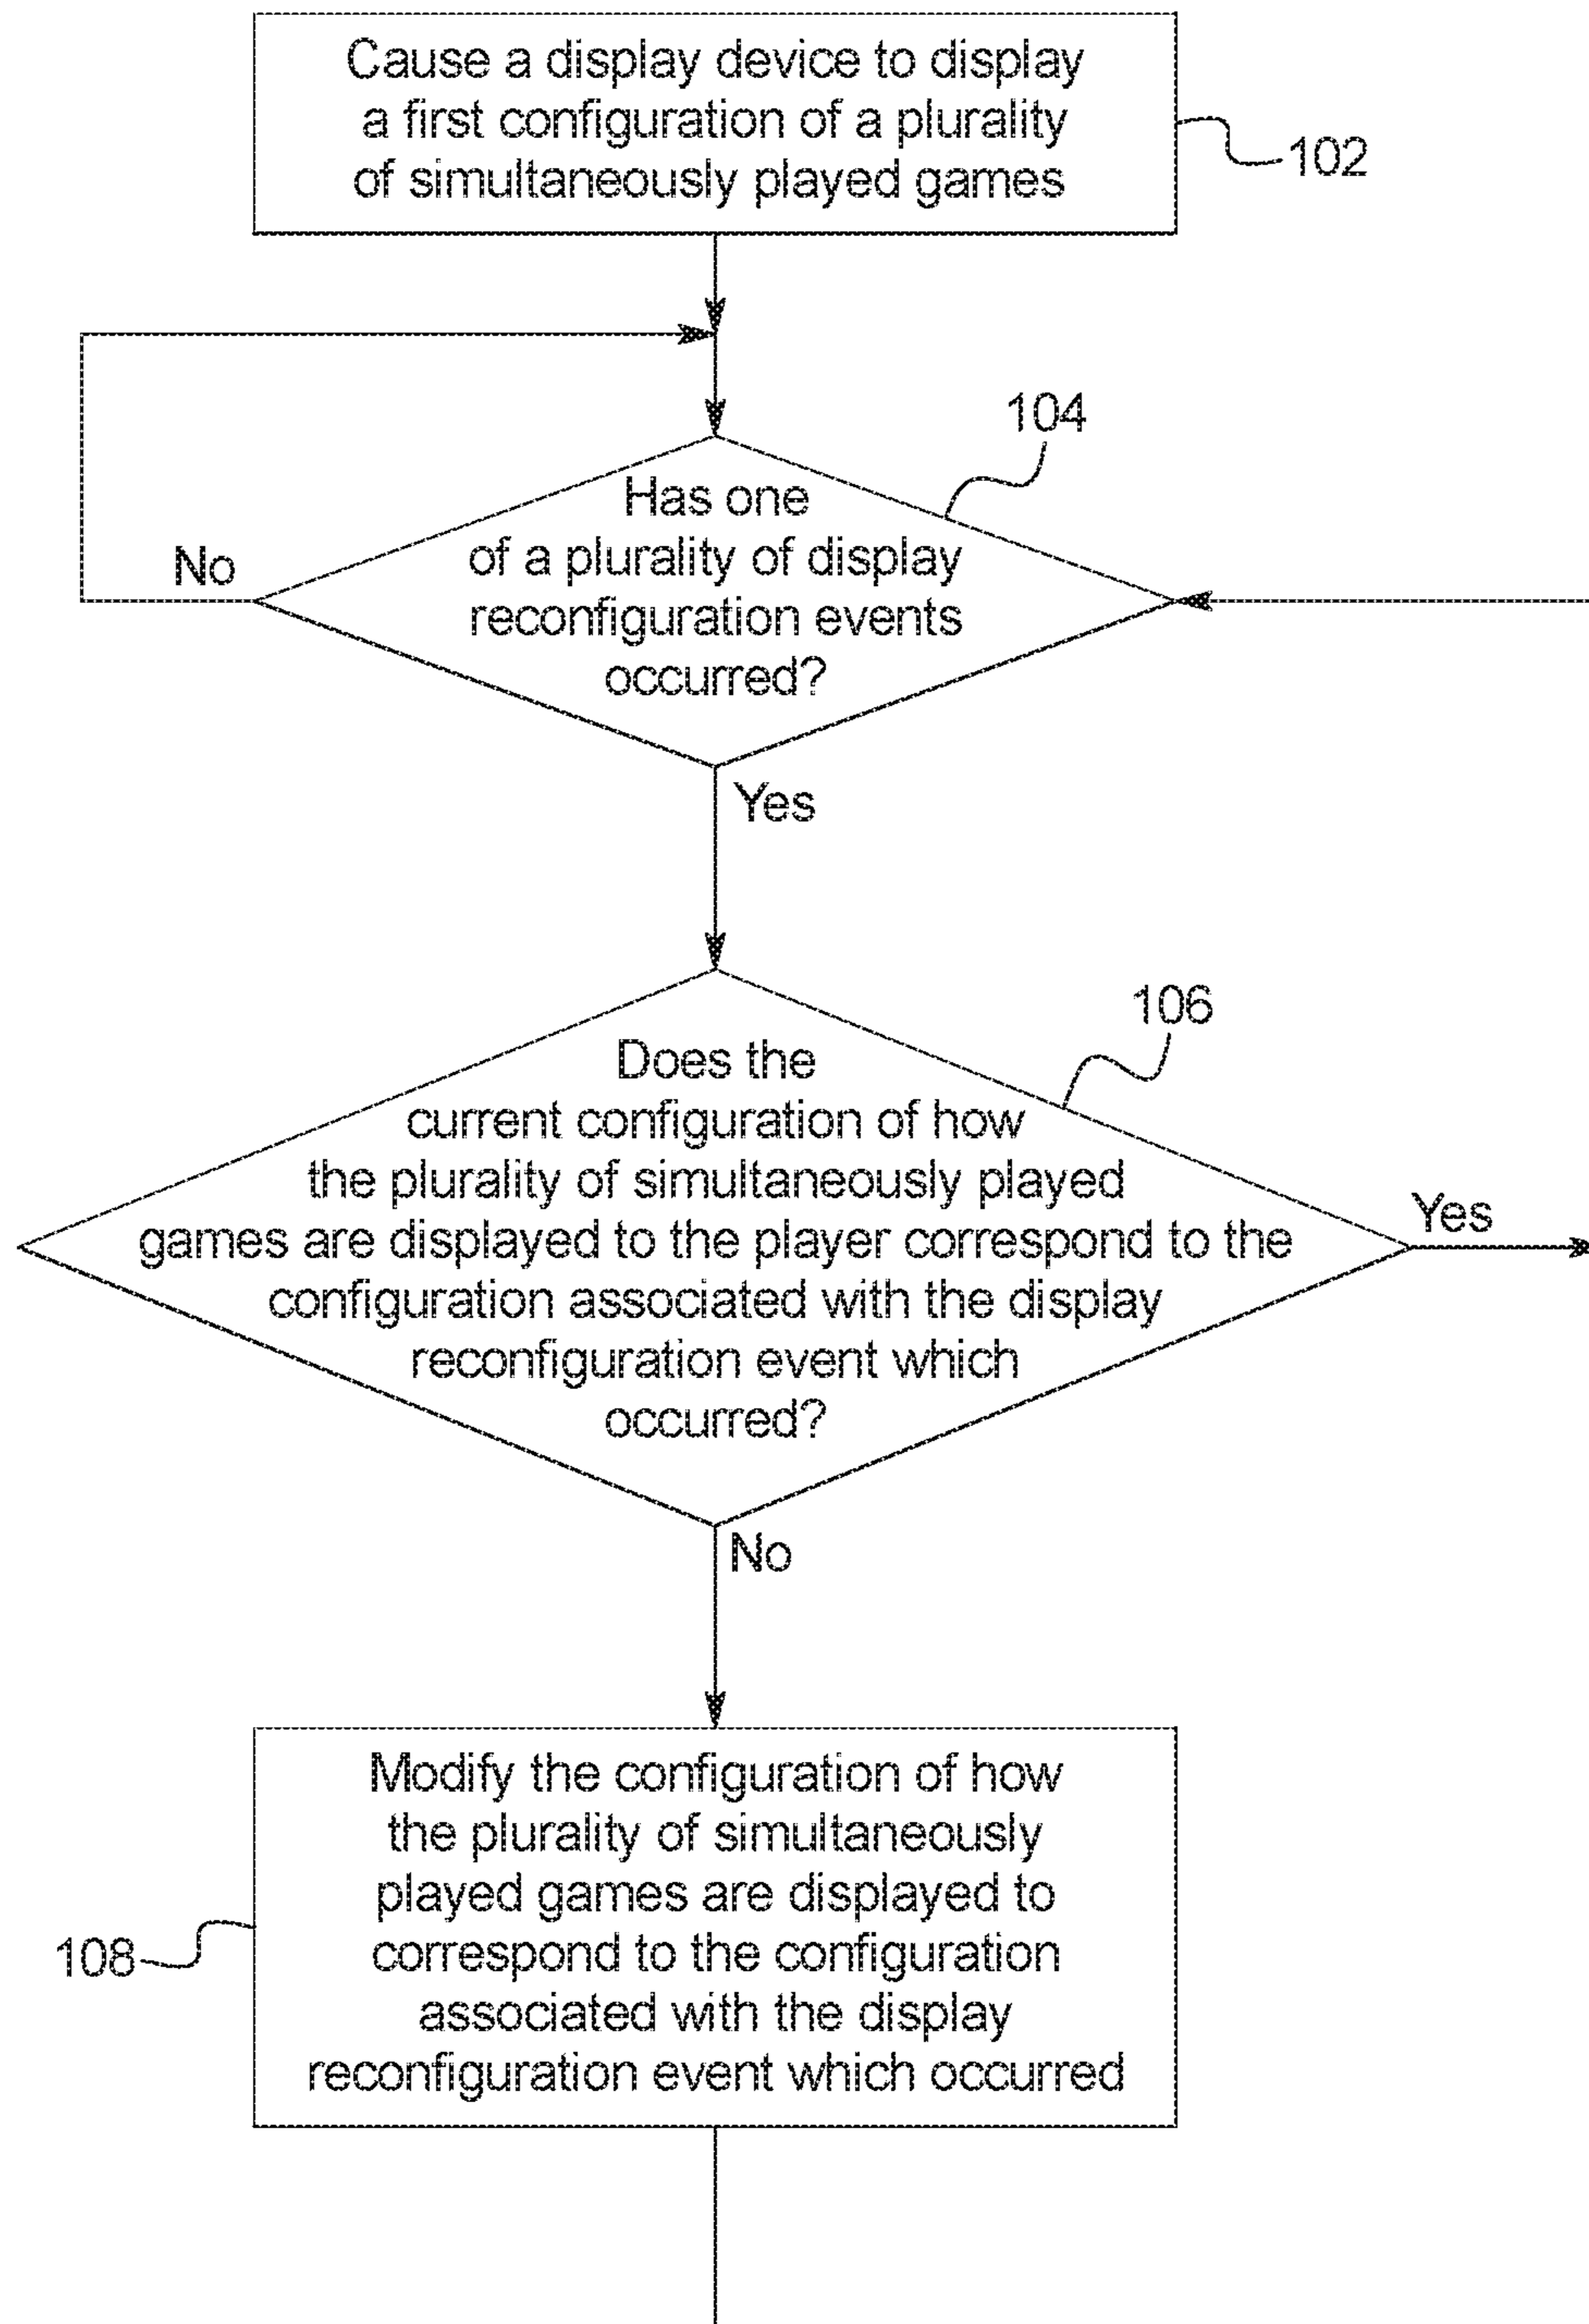 Cause a display device to display
a first configuration of a plurality
of simultaneously played games
102
104
Has one
of a plurality of display
reconfiguration events
occurred?
No
Yes
106
Does the
current configuration of how
the plurality of simultaneously played
games are displayed to the player correspond to the
configuration associated with the display
reconfiguration event which
occurred?
Yes
No
Modify the configuration of how
the plurality of simultaneously
played games are displayed to
correspond to the configuration
associated with the display
reconfiguration event which occurred
108